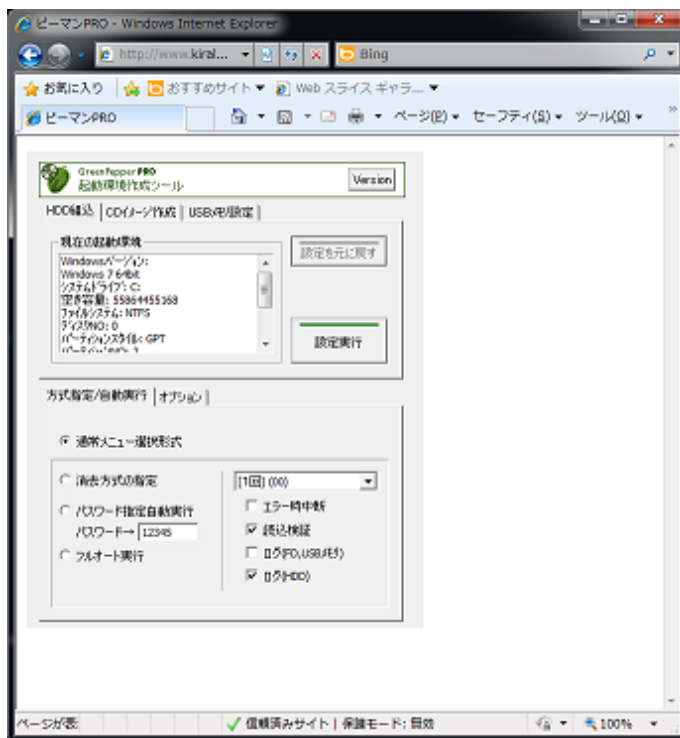 ピーマンPRO - Windows Internet Explorer
http://www.kiral... Bing
お気に入り おすすめサイト Web スライス ギャラ...
ピーマンPRO ページ(P) セーフティ(S) ツール(O) »
GreenPepper PRO
起動環境作成ツール Version
HDD組込 CDイメージ作成 USBメモリ設定
現在の起動環境
Windowsバージョン:
Windows 7 64bit
システムドライブ: C:
空き容量: 55864455168
ファイルシステム: NTFS
ディスクNO: 0
パーティションスタイル: GPT
設定を元に戻す
設定実行
方式指定/自動実行 オプション
通常メニュー選択形式
消去方式の指定 [1回] (00)
パスワード指定自動実行
パスワード→ 12345
フルオート実行
エラー時中断
読込検証
ログ(FD,USBメモリ)
ログ(HDD)
ページが表 信頼済みサイト | 保護モード: 無効 100%